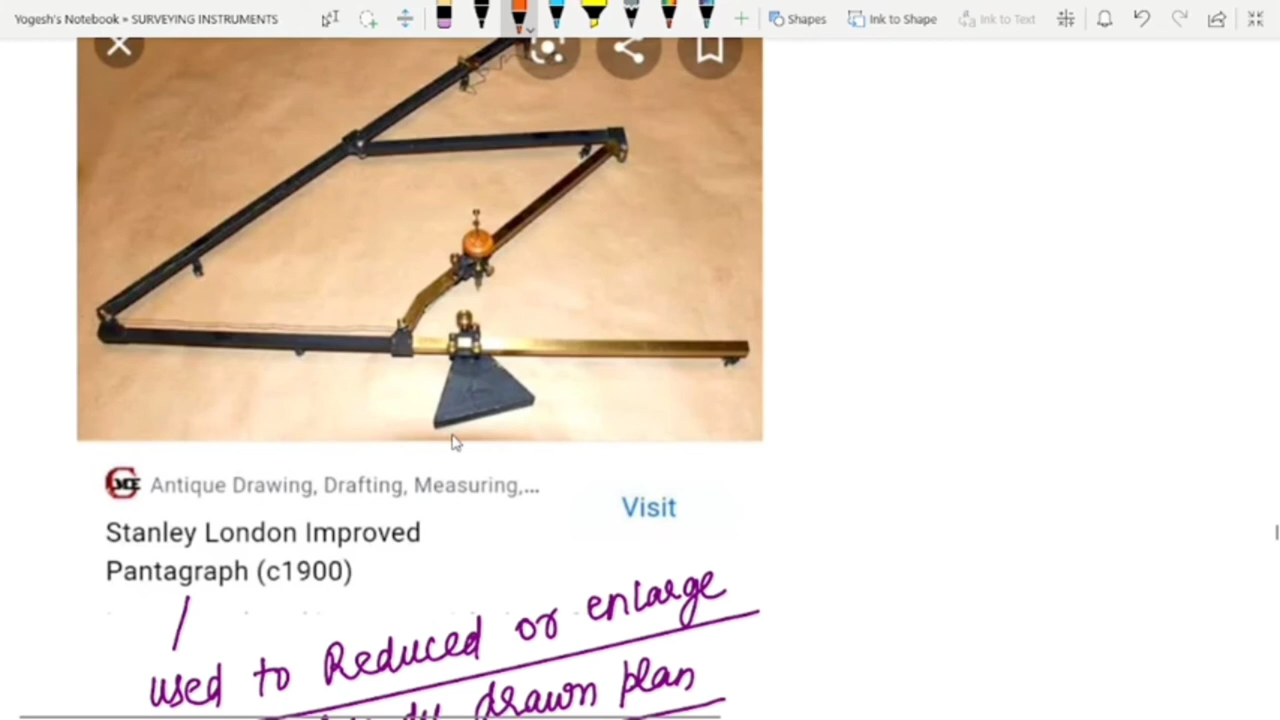 Yogesh's Notebook » SURVEYING INSTRUMENTS
Shapes
Ink to Shape
Ink to Text
Antique Drawing, Drafting, Measuring,...
Visit
Stanley London Improved
Pantagraph (c1900)
used to Reduced or enlarge
drawn plan